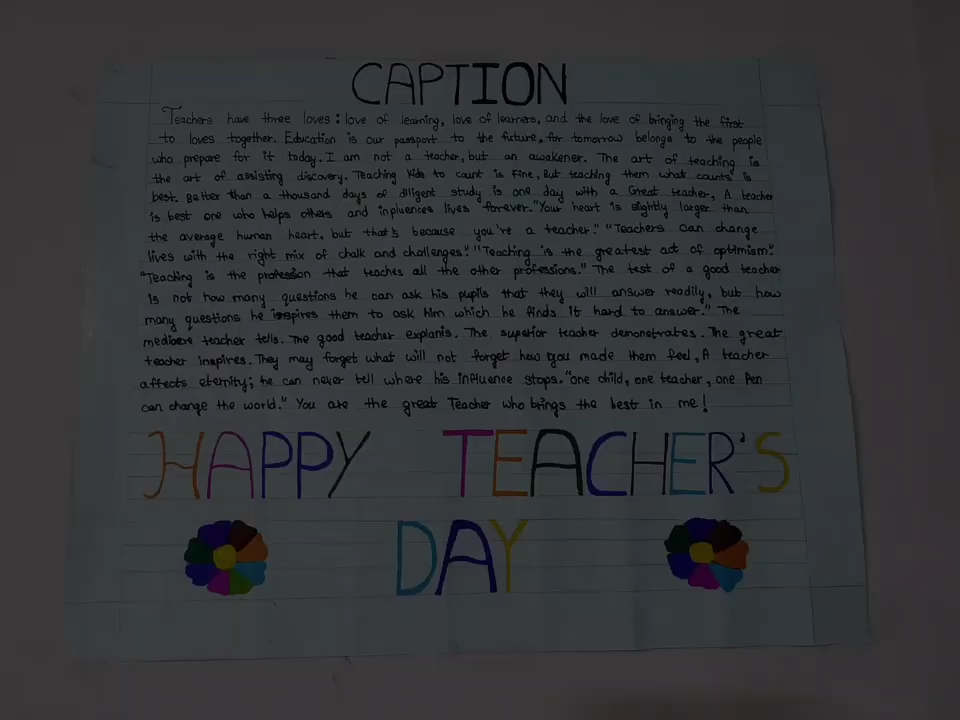 CAPTION
Teachers have three loves: love of learning, love of learners, and the love of bringing the first
to loves together. Education is our passport to the future, for tomorrow belongs to the people
who prepare for it today. I am not a teacher, but an awakener. The art of teaching is
the art of assisting discovery. Teaching Kids to count is Fine, But teaching them what counts is
best. Better than a thousand days of diligent study is one day with a Great teacher, A teacher
is best one who helps others and influences lives forever. "Your heart is slightly larger than
the average human heart, but that's because you're a teacher." "Teachers can change
lives with the right mix of chalk and challenges." "Teaching is the greatest act of optimism."
"Teaching is the profession that teaches all the other professions." The test of a good teacher
is not how many questions he can ask his pupils that they will answer readily, but how
many questions he inspires them to ask him which he finds it hard to answer." The
mediocre teacher tells. The good teacher explanis. The superior teacher demonstrates. The great
teacher inspires. They may forget what will not forget how you made them feel, A teacher
affects eternity; he can never tell where his influence stops. "one child, one teacher, one Pen
can change the world." You are the great Teacher who brings the best in me!
HAPPY TEACHER'S
DAY